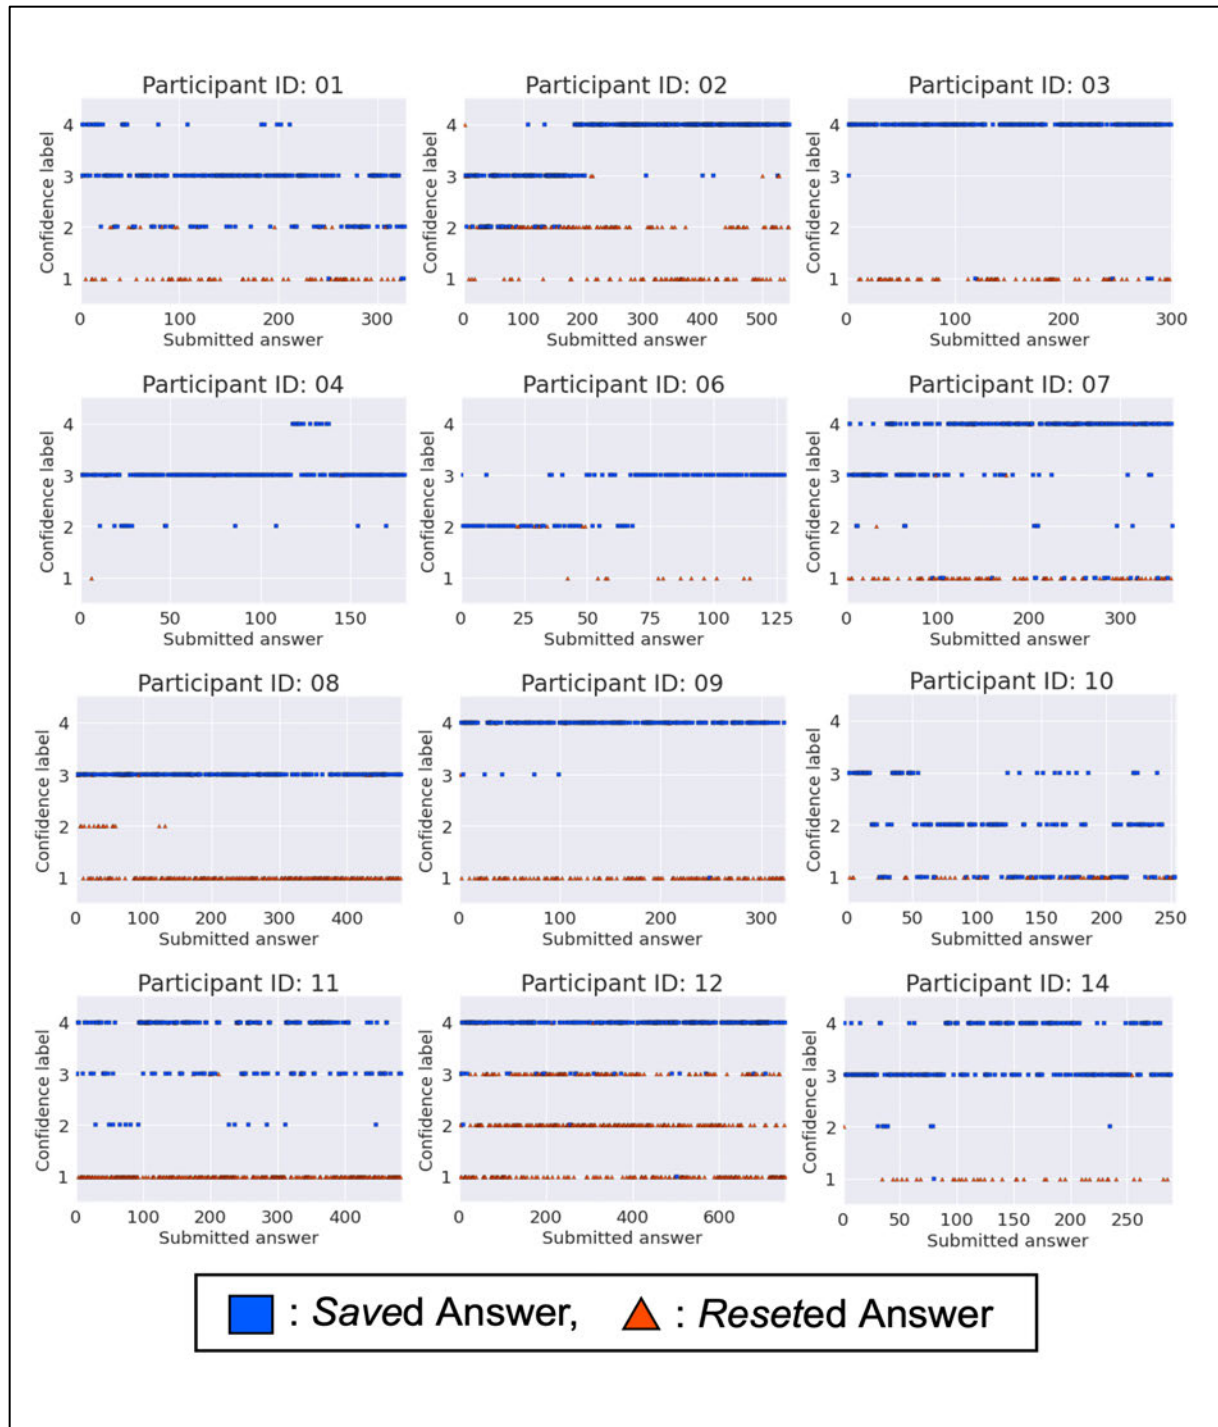 Participant ID: 01
Confidence label
4
3
2
1
0 100 200 300
Submitted answer
Participant ID: 02
Confidence label
4
3
2
1
0 100 200 300 400 500
Submitted answer
Participant ID: 03
Confidence label
4
3
2
1
0 100 200 300
Submitted answer
Participant ID: 04
Confidence label
4
3
2
1
0 50 100 150
Submitted answer
Participant ID: 06
Confidence label
4
3
2
1
0 25 50 75 100 125
Submitted answer
Participant ID: 07
Confidence label
4
3
2
1
0 100 200 300
Submitted answer
Participant ID: 08
Confidence label
4
3
2
1
0 100 200 300 400
Submitted answer
Participant ID: 09
Confidence label
4
3
2
1
0 100 200 300
Submitted answer
Participant ID: 10
Confidence label
4
3
2
1
0 50 100 150 200 250
Submitted answer
Participant ID: 11
Confidence label
4
3
2
1
0 100 200 300 400
Submitted answer
Participant ID: 12
Confidence label
4
3
2
1
0 200 400 600
Submitted answer
Participant ID: 14
Confidence label
4
3
2
1
0 50 100 150 200 250
Submitted answer
: Saved Answer, : Reseted Answer